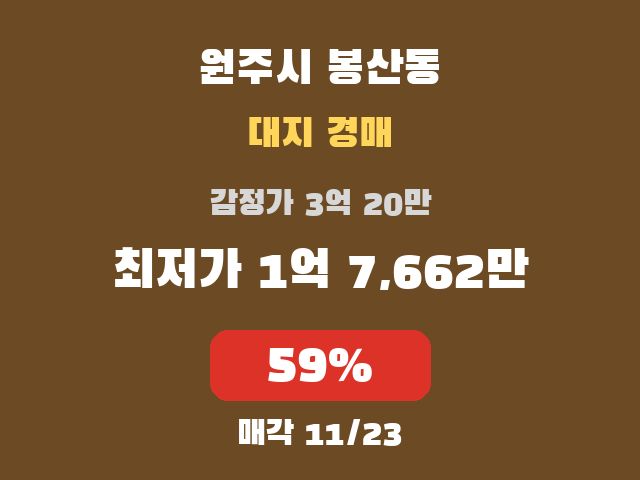 원주시 봉산동
대지 경매
감정가 3억 20만
최저가 1억 7,662만
59%
매각 11/23